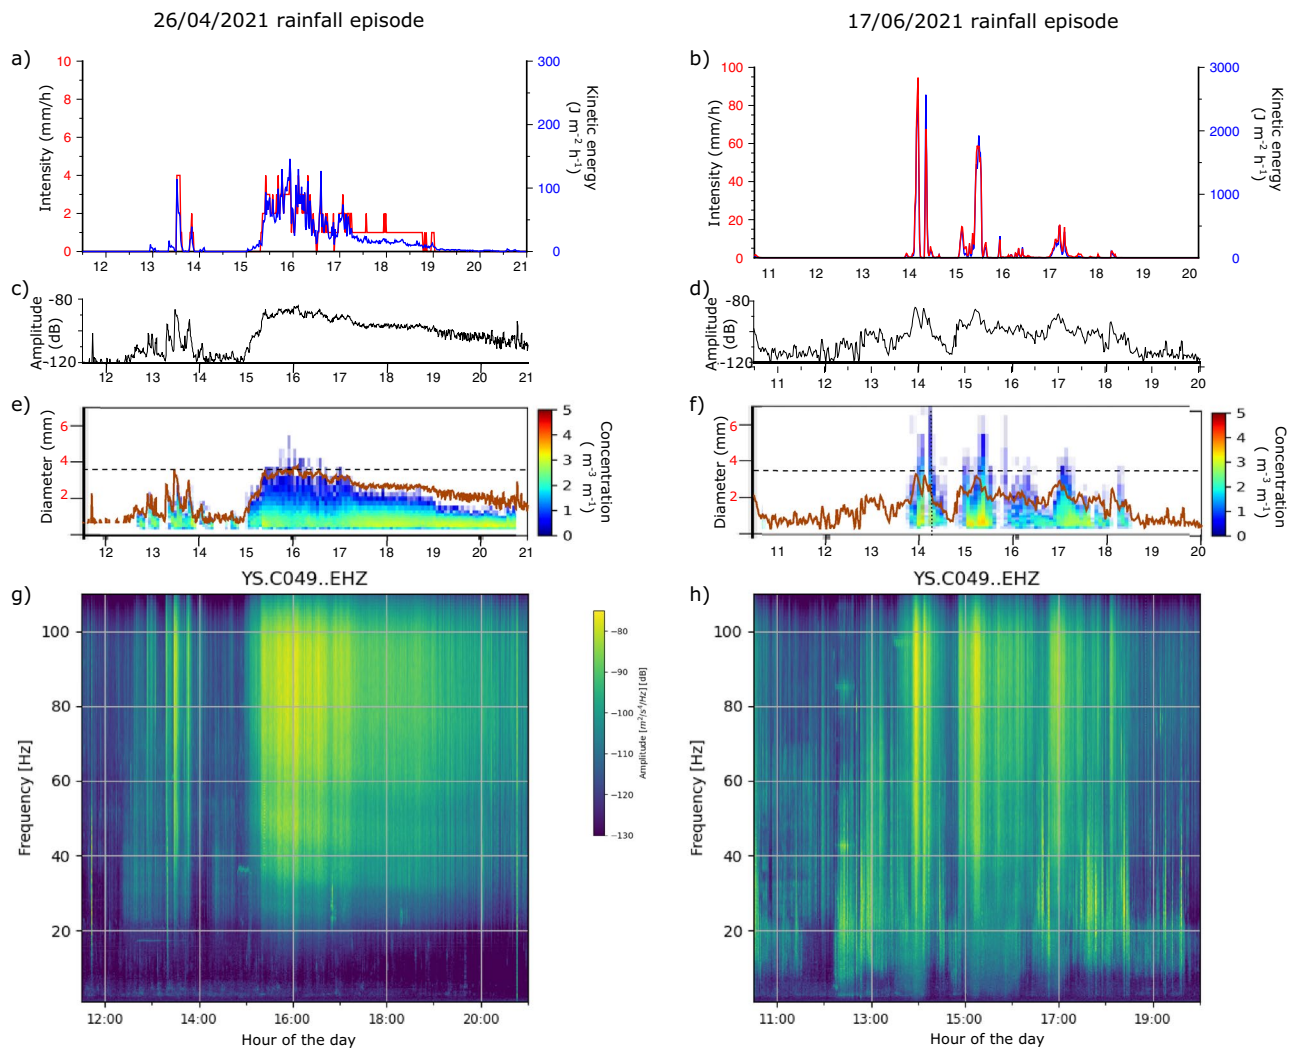 26/04/2021 rainfall episode
17/06/2021 rainfall episode
a)
10
8
6
4
2
0
Intensity (mm/h)
300
200
100
0
Kinetic energy
(J m-2 h-1)
12 13 14 15 16 17 18 19 20 21
b)
100
80
60
40
20
0
Intensity (mm/h)
3000
2000
1000
0
Kinetic energy
(J m-2 h-1)
11 12 13 14 15 16 17 18 19 20
c)
-80
-120
Amplitude
(dB)
12 13 14 15 16 17 18 19 20 21
d)
-80
-120
Amplitude
(dB)
11 12 13 14 15 16 17 18 19 20
e)
6
4
2
Diameter (mm)
5
4
3
2
1
0
Concentration
( m-3 m-1)
12 13 14 15 16 17 18 19 20 21
f)
6
4
2
Diameter (mm)
5
4
3
2
1
0
Concentration
( m-3 m-1)
11 12 13 14 15 16 17 18 19 20
g)
YS.C049..EHZ
100
80
60
40
20
Frequency [Hz]
12:00 14:00 16:00 18:00 20:00
Hour of the day
−80
−90
−100
−110
−120
−130
Amplitude [m²/s⁴/Hz] [dB]
h)
YS.C049..EHZ
100
80
60
40
20
Frequency [Hz]
11:00 13:00 15:00 17:00 19:00
Hour of the day